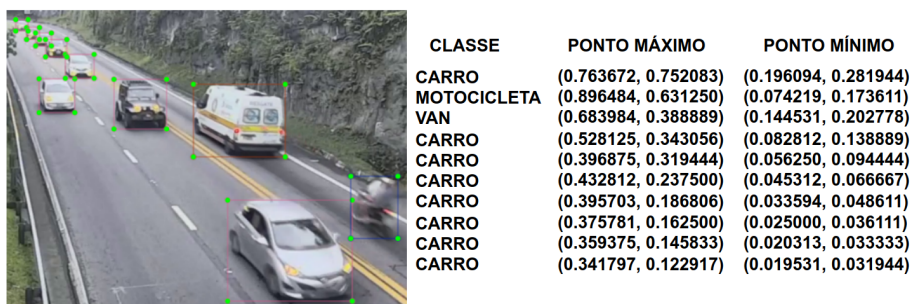 CLASSE PONTO MÁXIMO PONTO MÍNIMO
CARRO (0.763672, 0.752083) (0.196094, 0.281944)
MOTOCICLETA (0.896484, 0.631250) (0.074219, 0.173611)
VAN (0.683984, 0.388889) (0.144531, 0.202778)
CARRO (0.528125, 0.343056) (0.082812, 0.138889)
CARRO (0.396875, 0.319444) (0.056250, 0.094444)
CARRO (0.432812, 0.237500) (0.045312, 0.066667)
CARRO (0.395703, 0.186806) (0.033594, 0.048611)
CARRO (0.375781, 0.162500) (0.025000, 0.036111)
CARRO (0.359375, 0.145833) (0.020313, 0.033333)
CARRO (0.341797, 0.122917) (0.019531, 0.031944)